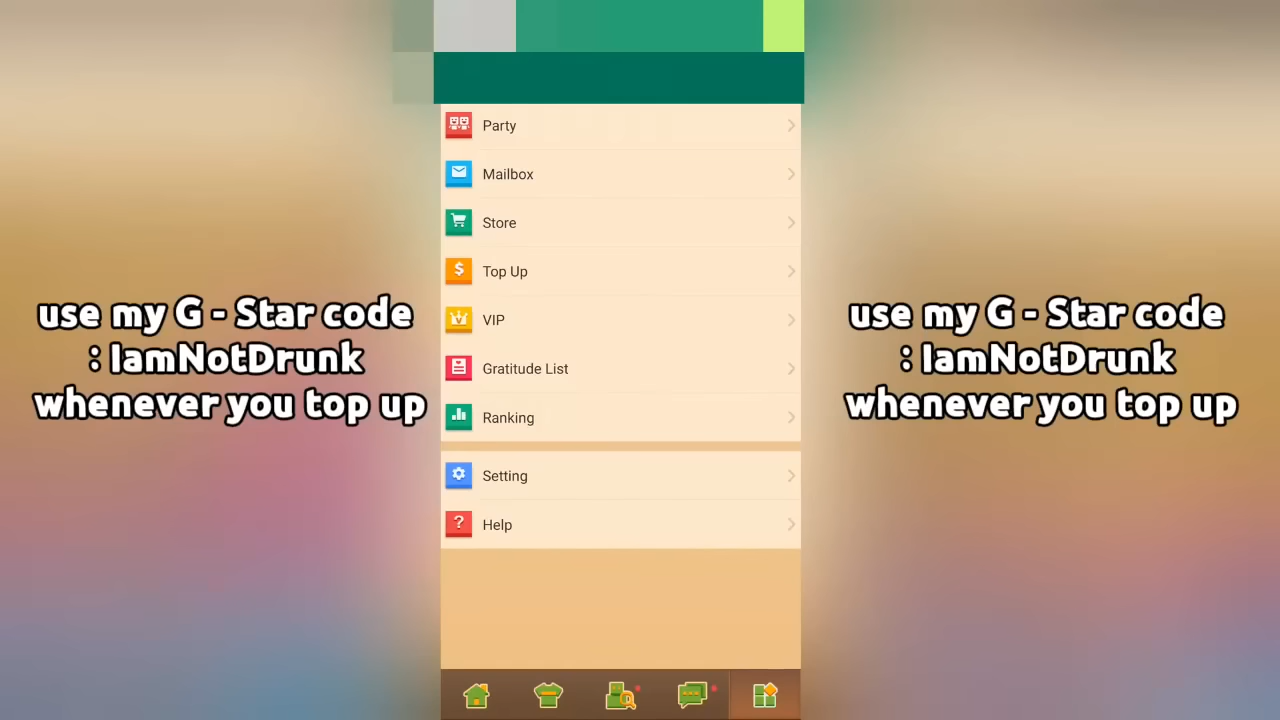 Party
Mailbox
Store
Top Up
VIP
Gratitude List
Ranking
Setting
Help
use my G - Star code
: IamNotDrunk
whenever you top up
use my G - Star code
: IamNotDrunk
whenever you top up